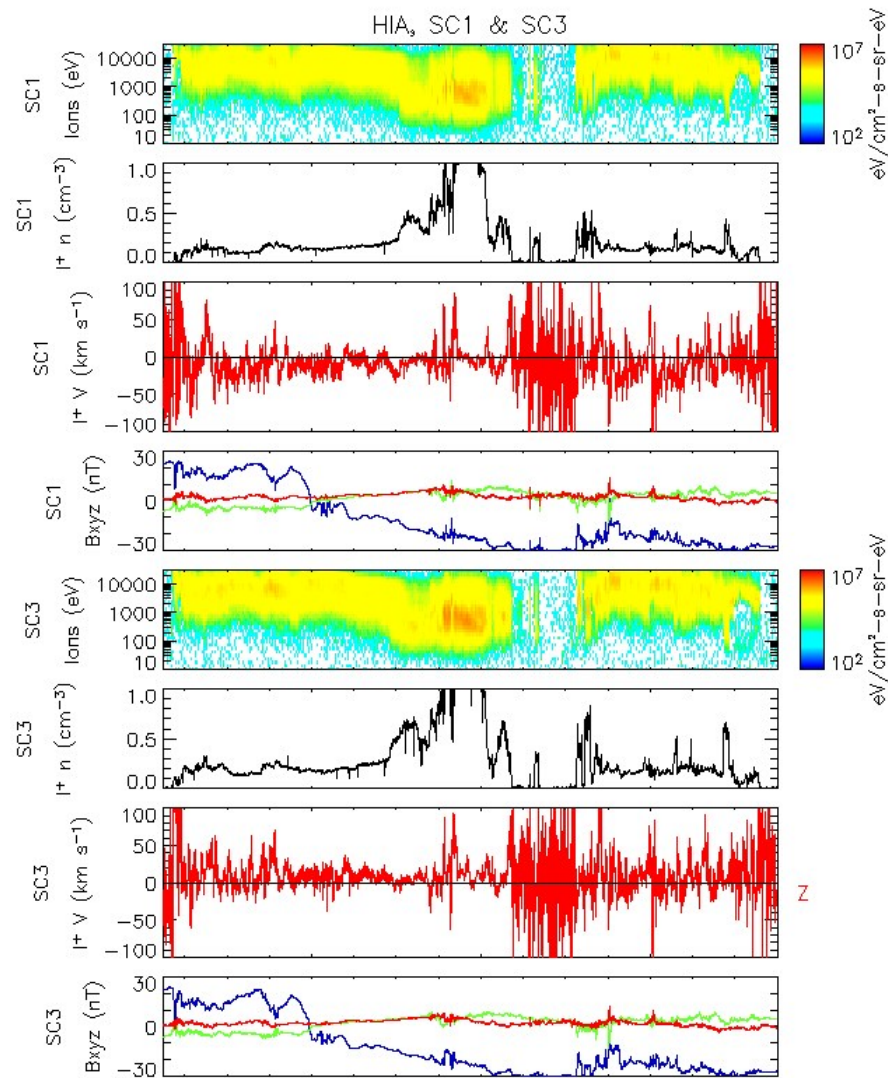 HIA, SC1 & SC3
SC1
Ions (eV)
10000
1000
100
10
10⁷
10²
eV/cm²-s-sr-eV
SC1
I⁺ n (cm⁻³)
1.0
0.5
0.0
SC1
I⁺ V (km s⁻¹)
100
50
0
-50
-100
SC1
Bxyz (nT)
30
0
-30
SC3
Ions (eV)
10000
1000
100
10
10⁷
10²
eV/cm²-s-sr-eV
SC3
I⁺ n (cm⁻³)
1.0
0.5
0.0
SC3
I⁺ V (km s⁻¹)
100
50
0
-50
-100
Z
SC3
Bxyz (nT)
30
0
-30